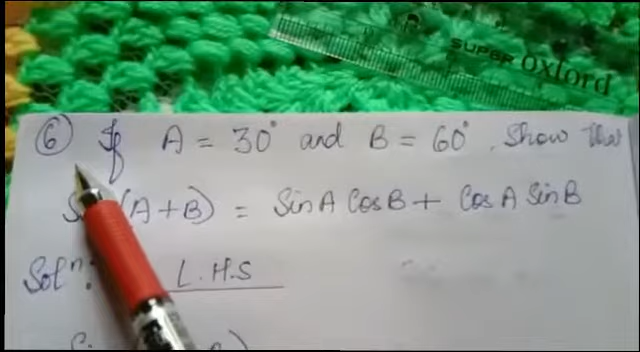 SUPER OXFORD
⑥ If A = 30° and B = 60°. Show that
(A+B) = Sin A Cos B + Cos A Sin B
Solⁿ: L.H.S